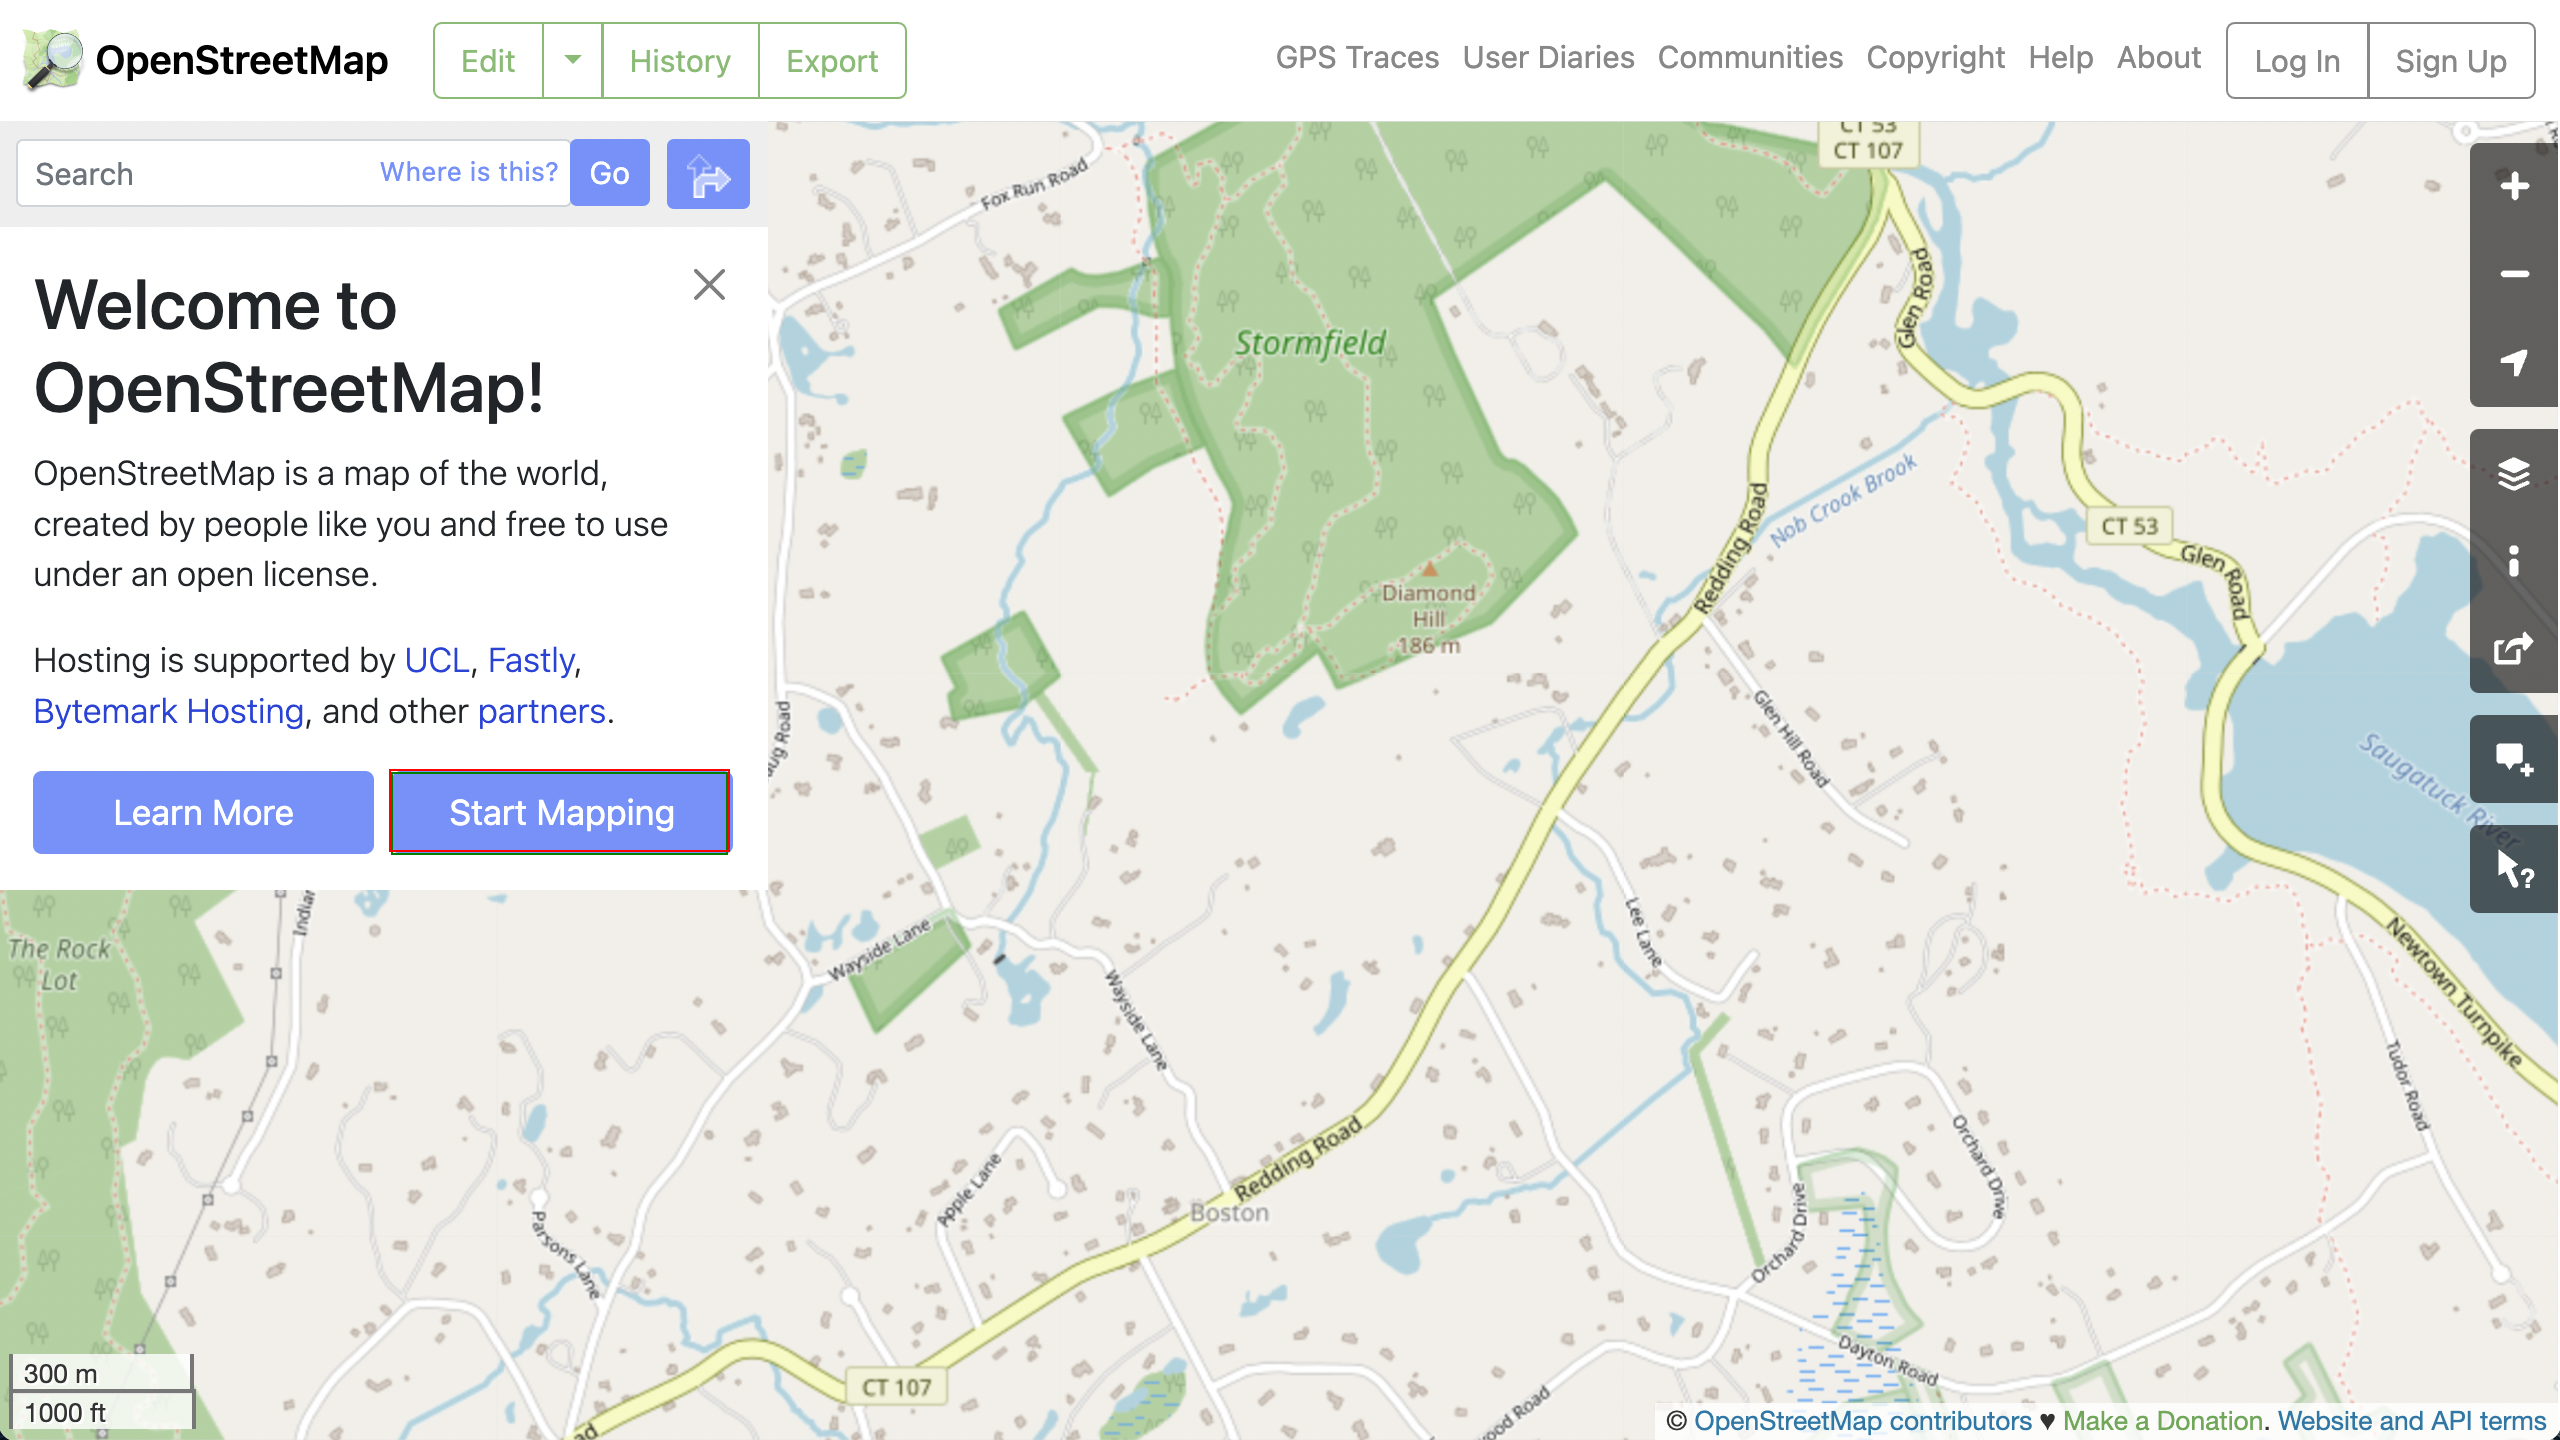 OpenStreetMap
Edit
History
Export
GPS Traces
User Diaries
Communities
Copyright
Help
About
Log In
Sign Up
Search
Where is this?
Go
Welcome to
OpenStreetMap!
OpenStreetMap is a map of the world,
created by people like you and free to use
under an open license.
Hosting is supported by UCL, Fastly,
Bytemark Hosting, and other partners.
Learn More
Start Mapping
CT 53
CT 107
Fox Run Road
Glen Road
Stormfield
Nob Crook Brook
Redding Road
CT 53
Glen Road
Diamond
Hill
186 m
Glen Hill Road
Saugatuck River
Lee Lane
Wayside Lane
The Rock
Lot
Wayside Lane
Newtown Turnpike
Tudor Road
Orchard Drive
Redding Road
Apple Lane
Boston
Parsons Lane
Orchard Drive
Dayton Road
CT 107
300 m
1000 ft
© OpenStreetMap contributors ♥ Make a Donation. Website and API terms